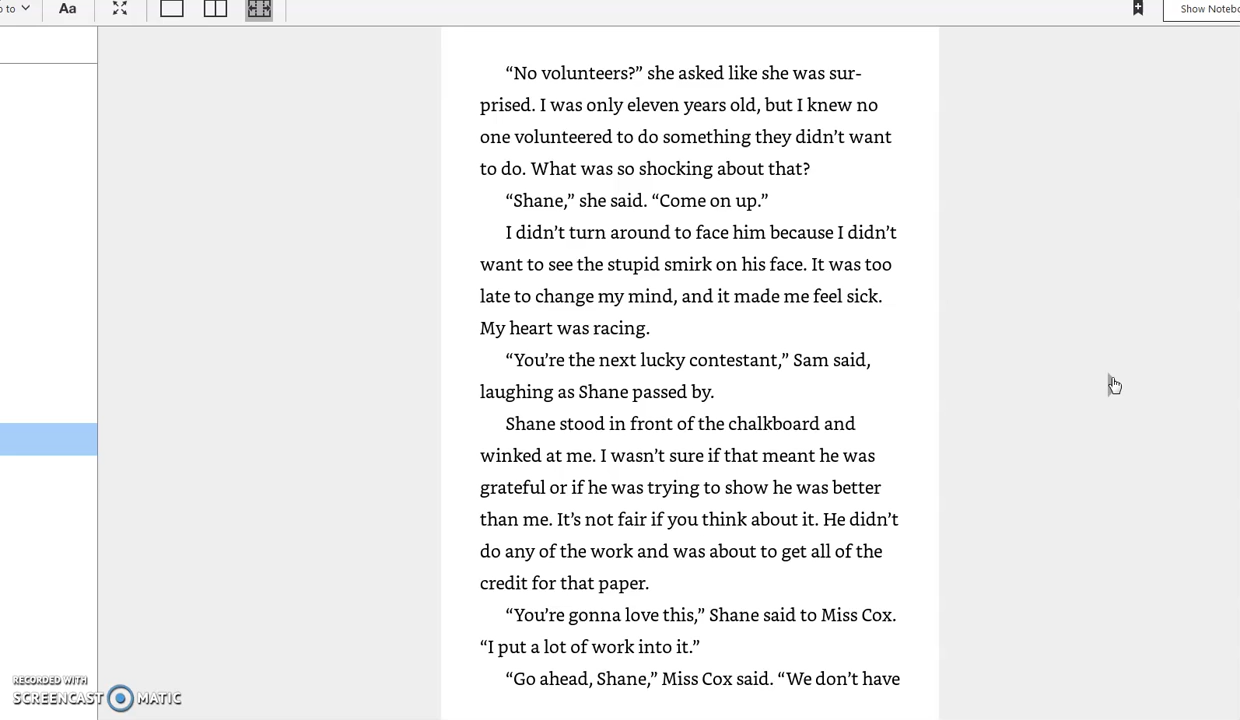 to
Aa
Show Notebo
“No volunteers?” she asked like she was sur-
prised. I was only eleven years old, but I knew no
one volunteered to do something they didn’t want
to do. What was so shocking about that?
“Shane,” she said. “Come on up.”
I didn’t turn around to face him because I didn’t
want to see the stupid smirk on his face. It was too
late to change my mind, and it made me feel sick.
My heart was racing.
“You’re the next lucky contestant,” Sam said,
laughing as Shane passed by.
Shane stood in front of the chalkboard and
winked at me. I wasn’t sure if that meant he was
grateful or if he was trying to show he was better
than me. It’s not fair if you think about it. He didn’t
do any of the work and was about to get all of the
credit for that paper.
“You’re gonna love this,” Shane said to Miss Cox.
“I put a lot of work into it.”
“Go ahead, Shane,” Miss Cox said. “We don’t have
RECORDED WITH
SCREENCAST MATIC